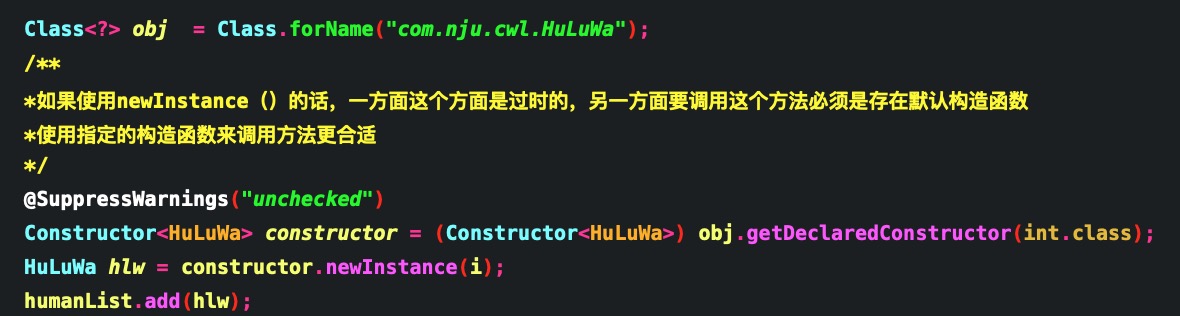 Class<?> obj  = Class.forName("com.nju.cwl.HuLuWa");
/**
*如果使用newInstance（）的话，一方面这个方面是过时的，另一方面要调用这个方法必须是存在默认构造函数
*使用指定的构造函数来调用方法更合适
*/
@SuppressWarnings("unchecked")
Constructor<HuLuWa> constructor = (Constructor<HuLuWa>) obj.getDeclaredConstructor(int.class);
HuLuWa hlw = constructor.newInstance(i);
humanList.add(hlw);